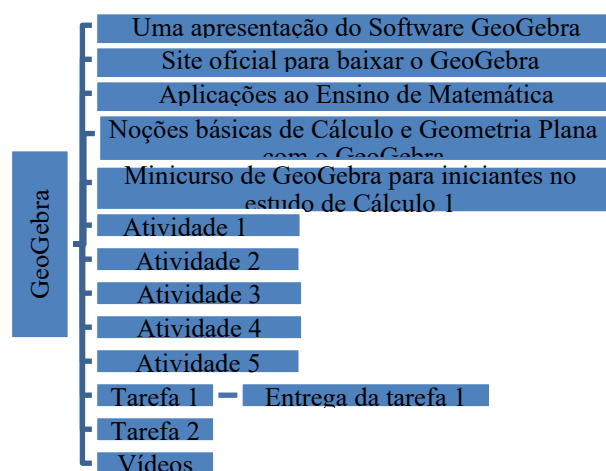 Uma apresentação do Software GeoGebra
Site oficial para baixar o GeoGebra
Aplicações ao Ensino de Matemática
Noções básicas de Cálculo e Geometria Plana
com o GeoGebra
Minicurso de GeoGebra para iniciantes no
estudo de Cálculo 1
GeoGebra
Atividade 1
Atividade 2
Atividade 3
Atividade 4
Atividade 5
Tarefa 1
Entrega da tarefa 1
Tarefa 2
Vídeos